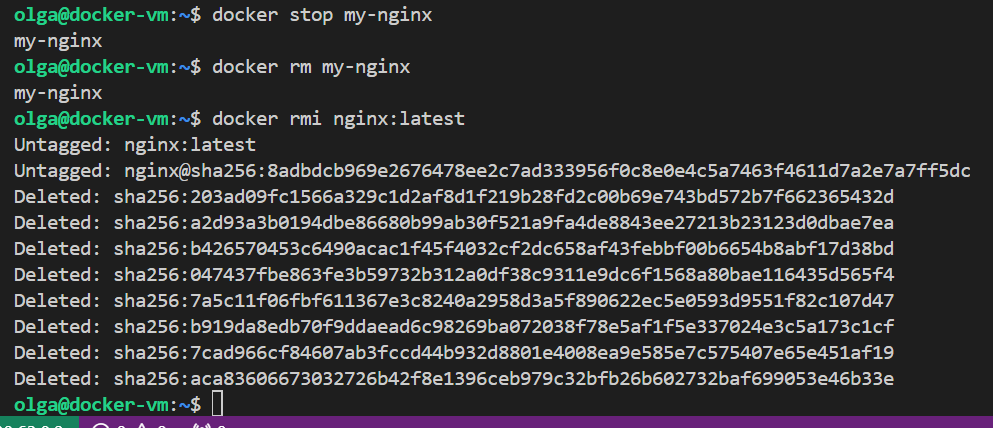 olga@docker-vm:~$ docker stop my-nginx
my-nginx
olga@docker-vm:~$ docker rm my-nginx
my-nginx
olga@docker-vm:~$ docker rmi nginx:latest
Untagged: nginx:latest
Untagged: nginx@sha256:8adbdcb969e2676478ee2c7ad333956f0c8e0e4c5a7463f4611d7a2e7a7ff5dc
Deleted: sha256:203ad09fc1566a329c1d2af8d1f219b28fd2c00b69e743bd572b7f662365432d
Deleted: sha256:a2d93a3b0194dbe86680b99ab30f521a9fa4de8843ee27213b23123d0dbae7ea
Deleted: sha256:b426570453c6490acac1f45f4032cf2dc658af43febbf00b6654b8abf17d38bd
Deleted: sha256:047437fbe863fe3b59732b312a0df38c9311e9dc6f1568a80bae116435d565f4
Deleted: sha256:7a5c11f06fbf611367e3c8240a2958d3a5f890622ec5e0593d9551f82c107d47
Deleted: sha256:b919da8edb70f9ddaead6c98269ba072038f78e5af1f5e337024e3c5a173c1cf
Deleted: sha256:7cad966cf84607ab3fccd44b932d8801e4008ea9e585e7c575407e65e451af19
Deleted: sha256:aca83606673032726b42f8e1396ceb979c32bfb26b602732baf699053e46b33e
olga@docker-vm:~$